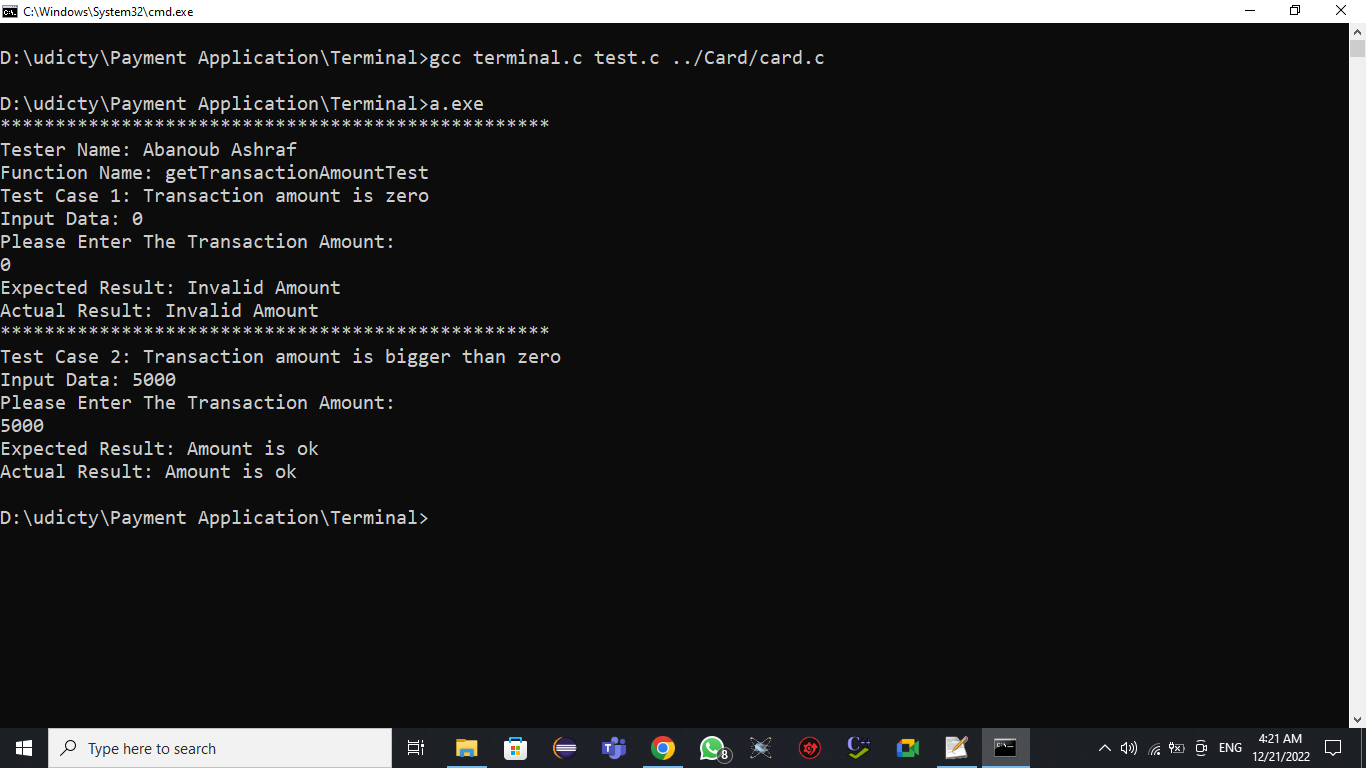 C:\Windows\System32\cmd.exe
D:\udicty\Payment Application\Terminal>gcc terminal.c test.c ../Card/card.c
D:\udicty\Payment Application\Terminal>a.exe
**************************************************
Tester Name: Abanoub Ashraf
Function Name: getTransactionAmountTest
Test Case 1: Transaction amount is zero
Input Data: 0
Please Enter The Transaction Amount:
0
Expected Result: Invalid Amount
Actual Result: Invalid Amount
**************************************************
Test Case 2: Transaction amount is bigger than zero
Input Data: 5000
Please Enter The Transaction Amount:
5000
Expected Result: Amount is ok
Actual Result: Amount is ok
D:\udicty\Payment Application\Terminal>
Type here to search
8
ENG
4:21 AM
12/21/2022